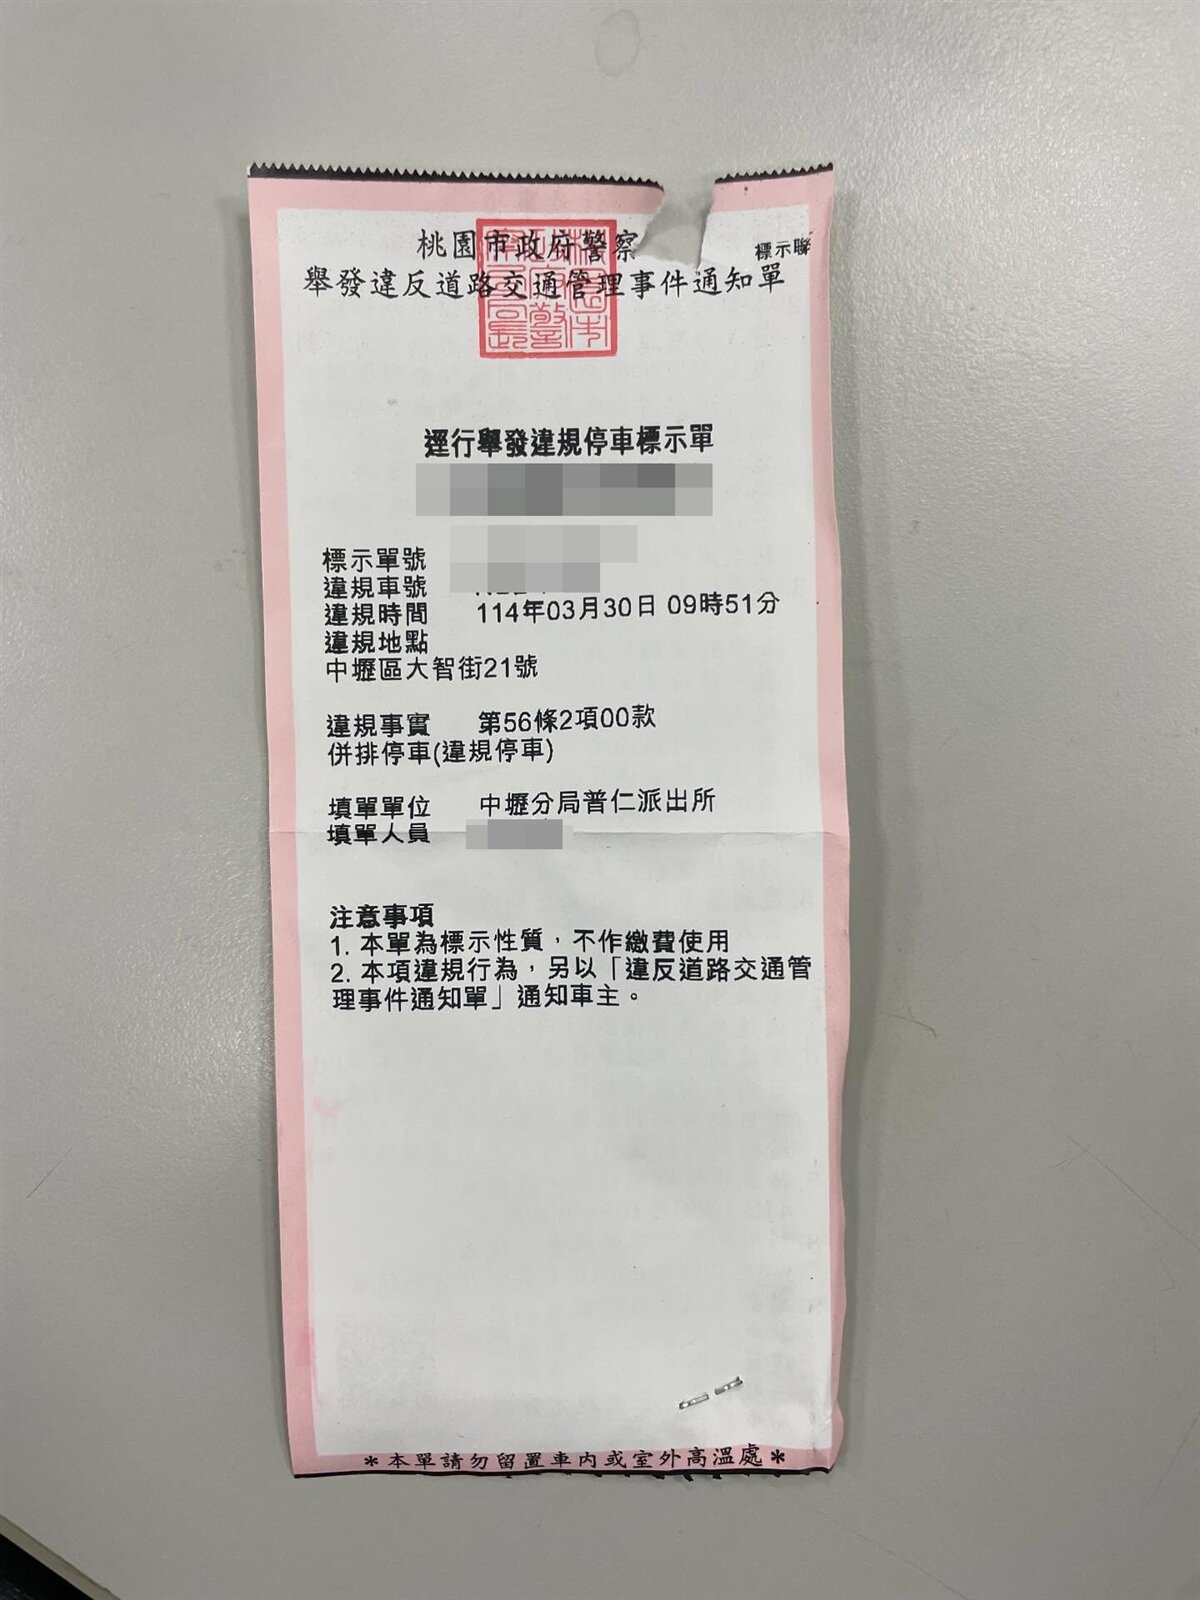 桃園市政府警察
標示聯
舉發違反道路交通管理事件通知單
逕行舉發違規停車標示單
標示單號
違規車號
違規時間 114年03月30日 09時51分
違規地點
中壢區大智街21號
違規事實 第56條2項00款
併排停車(違規停車)
填單單位 中壢分局普仁派出所
填單人員
注意事項
1. 本單為標示性質，不作繳費使用
2. 本項違規行為，另以「違反道路交通管
理事件通知單」通知車主。
＊本單請勿留置車內或室外高溫處＊